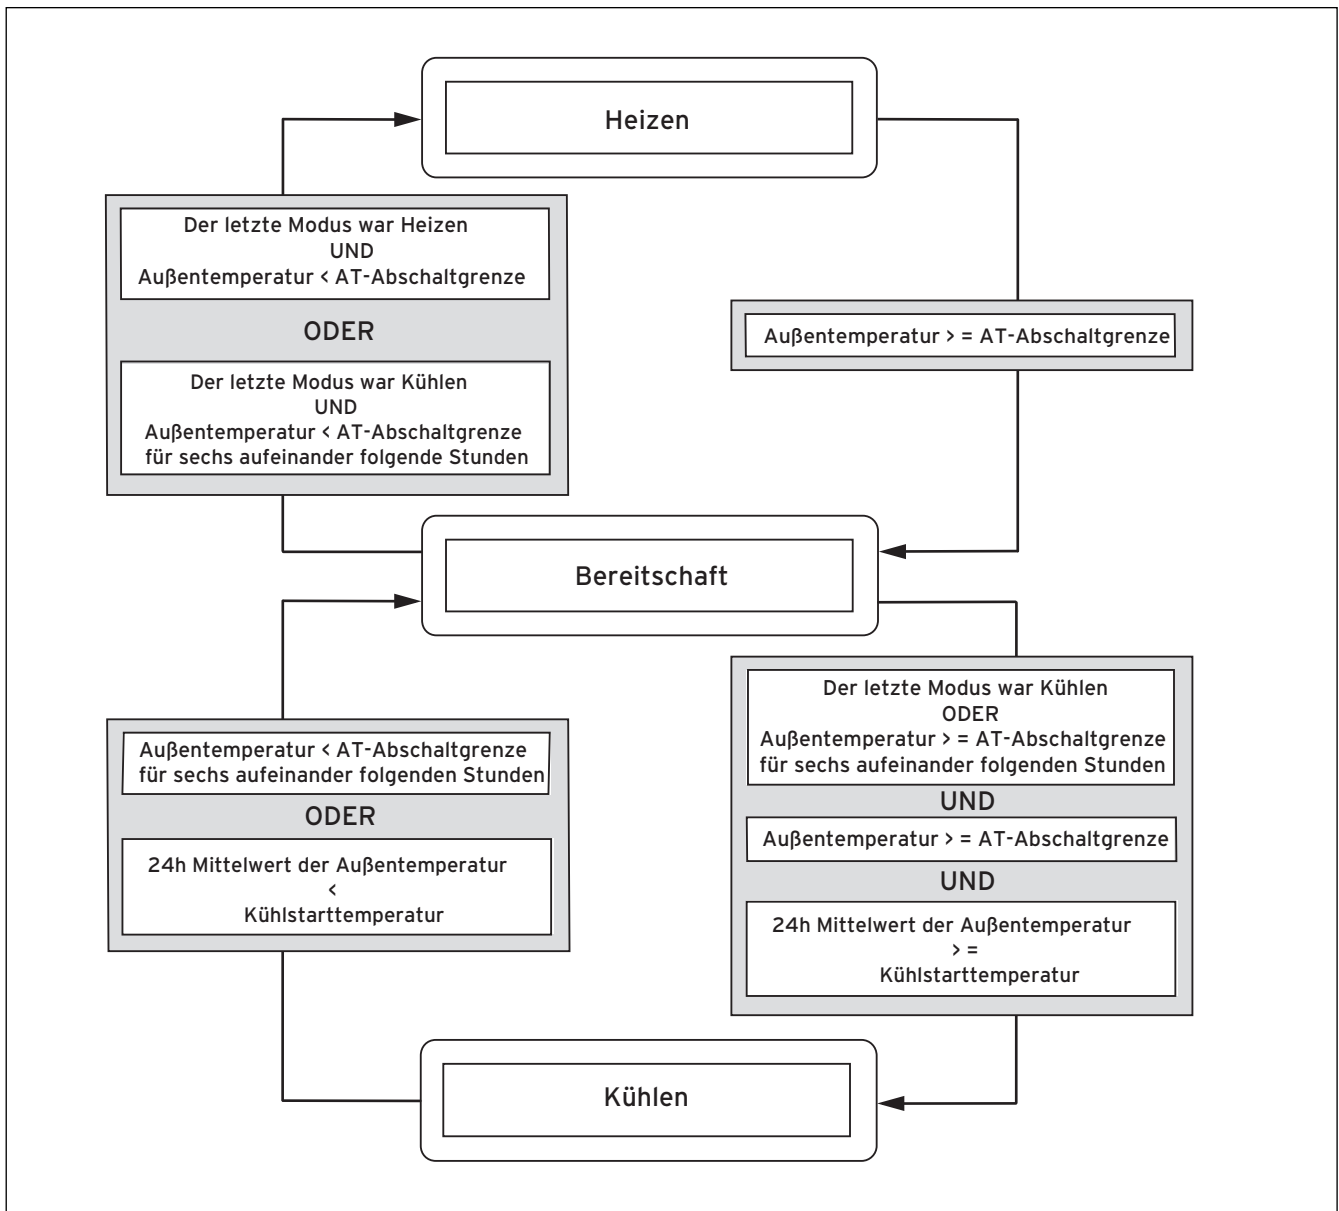 Heizen
Der letzte Modus war Heizen
UND
Außentemperatur < AT-Abschaltgrenze
ODER
Der letzte Modus war Kühlen
UND
Außentemperatur < AT-Abschaltgrenze
für sechs aufeinander folgende Stunden
Außentemperatur > = AT-Abschaltgrenze
Bereitschaft
Außentemperatur < AT-Abschaltgrenze
für sechs aufeinander folgenden Stunden
ODER
24h Mittelwert der Außentemperatur
<
Kühlstarttemperatur
Der letzte Modus war Kühlen
ODER
Außentemperatur > = AT-Abschaltgrenze
für sechs aufeinander folgenden Stunden
UND
Außentemperatur > = AT-Abschaltgrenze
UND
24h Mittelwert der Außentemperatur
> =
Kühlstarttemperatur
Kühlen